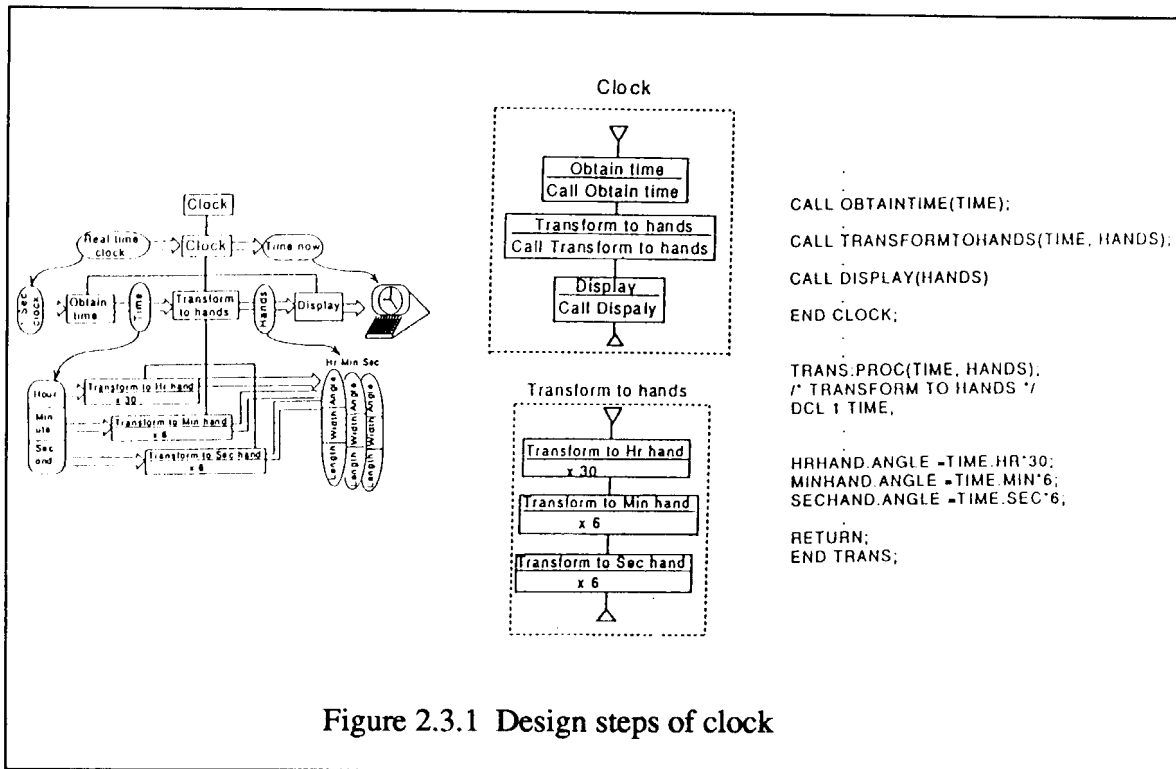 Clock
Real time
clock
Clock
Time now
Sec
clock
Obtain
time
Time
Transform
to hands
Hands
Display
Hr Min Sec
Hour
Min
ute
Sec
ond
Transform to Hr hand
x 30
Transform to Min hand
x 6
Transform to Sec hand
x 6
Length Width Angle
Length Width Angle
Length Width Angle
Clock
Obtain time
Call Obtain time
Transform to hands
Call Transform to hands
Display
Call Dispaly
Transform to hands
Transform to Hr hand
x 30
Transform to Min hand
x 6
Transform to Sec hand
x 6
CALL OBTAINTIME(TIME);
CALL TRANSFORMTOHANDS(TIME, HANDS);
CALL DISPLAY(HANDS)
END CLOCK;
TRANS:PROC(TIME, HANDS);
/* TRANSFORM TO HANDS */
DCL 1 TIME,
HRHAND.ANGLE =TIME.HR*30;
MINHAND.ANGLE =TIME.MIN*6;
SECHAND.ANGLE =TIME.SEC*6;
RETURN;
END TRANS;
Figure 2.3.1 Design steps of clock